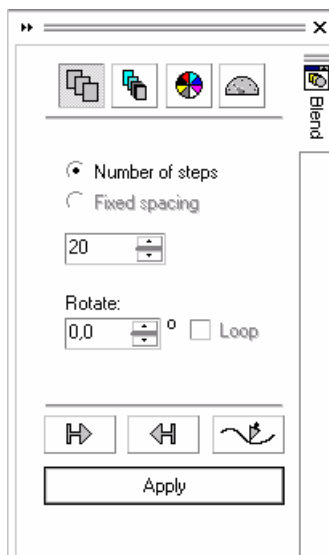 Blend
Number of steps
Fixed spacing
20
Rotate:
0,0 º Loop
Apply